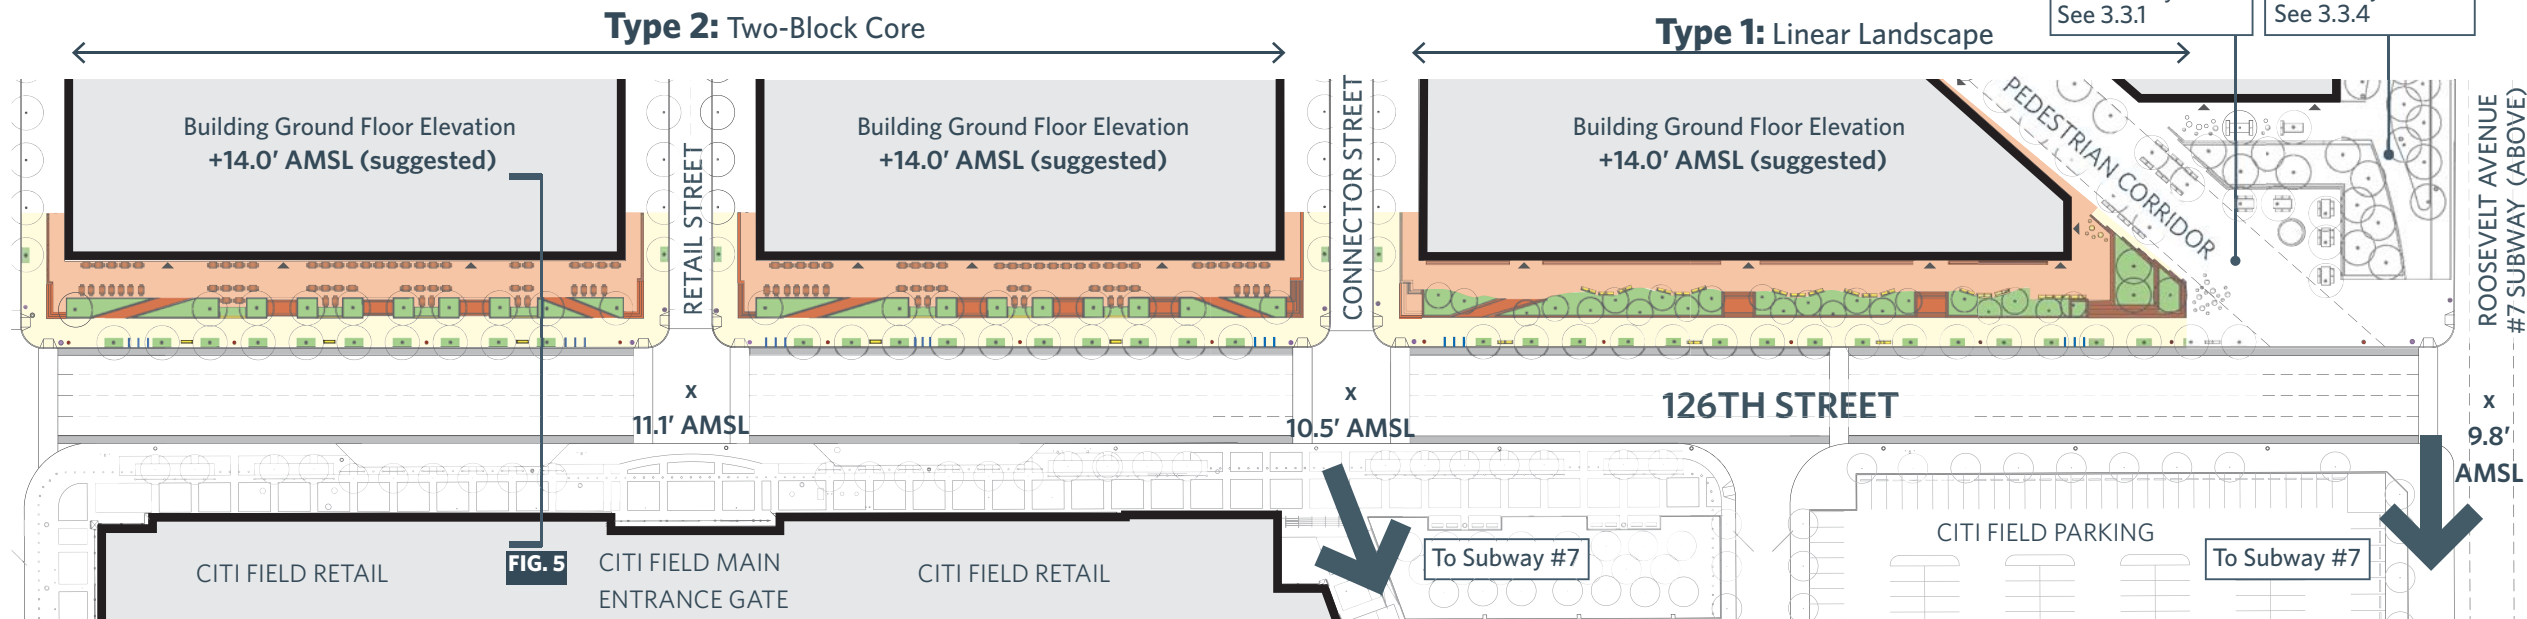 Type 2: Two-Block Core
Type 1: Linear Landscape
See 3.3.1
See 3.3.4
Building Ground Floor Elevation
+14.0' AMSL (suggested)
RETAIL STREET
Building Ground Floor Elevation
+14.0' AMSL (suggested)
CONNECTOR STREET
Building Ground Floor Elevation
+14.0' AMSL (suggested)
PEDESTRIAN CORRIDOR
ROOSEVELT AVENUE
#7 SUBWAY (ABOVE)
x
11.1' AMSL
x
10.5' AMSL
126TH STREET
x
9.8'
AMSL
CITI FIELD RETAIL
FIG. 5
CITI FIELD MAIN
ENTRANCE GATE
CITI FIELD RETAIL
To Subway #7
CITI FIELD PARKING
To Subway #7